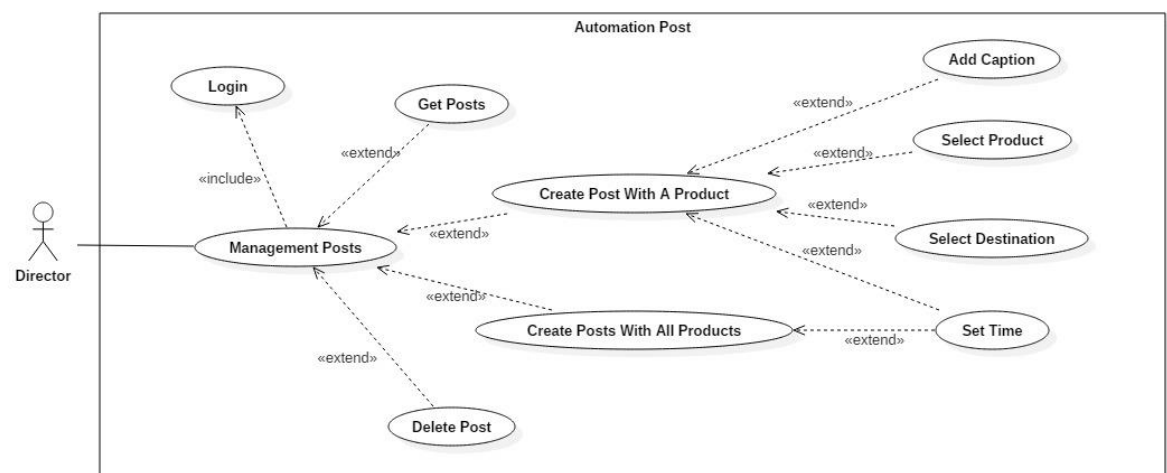 Automation Post
Add Caption
Login
Get Posts
«extend»
Select Product
«extend»
«extend»
«include»
Create Post With A Product
«extend»
Select Destination
«extend»
Management Posts
«extend»
Director
«extend»
Create Posts With All Products
Set Time
«extend»
«extend»
Delete Post